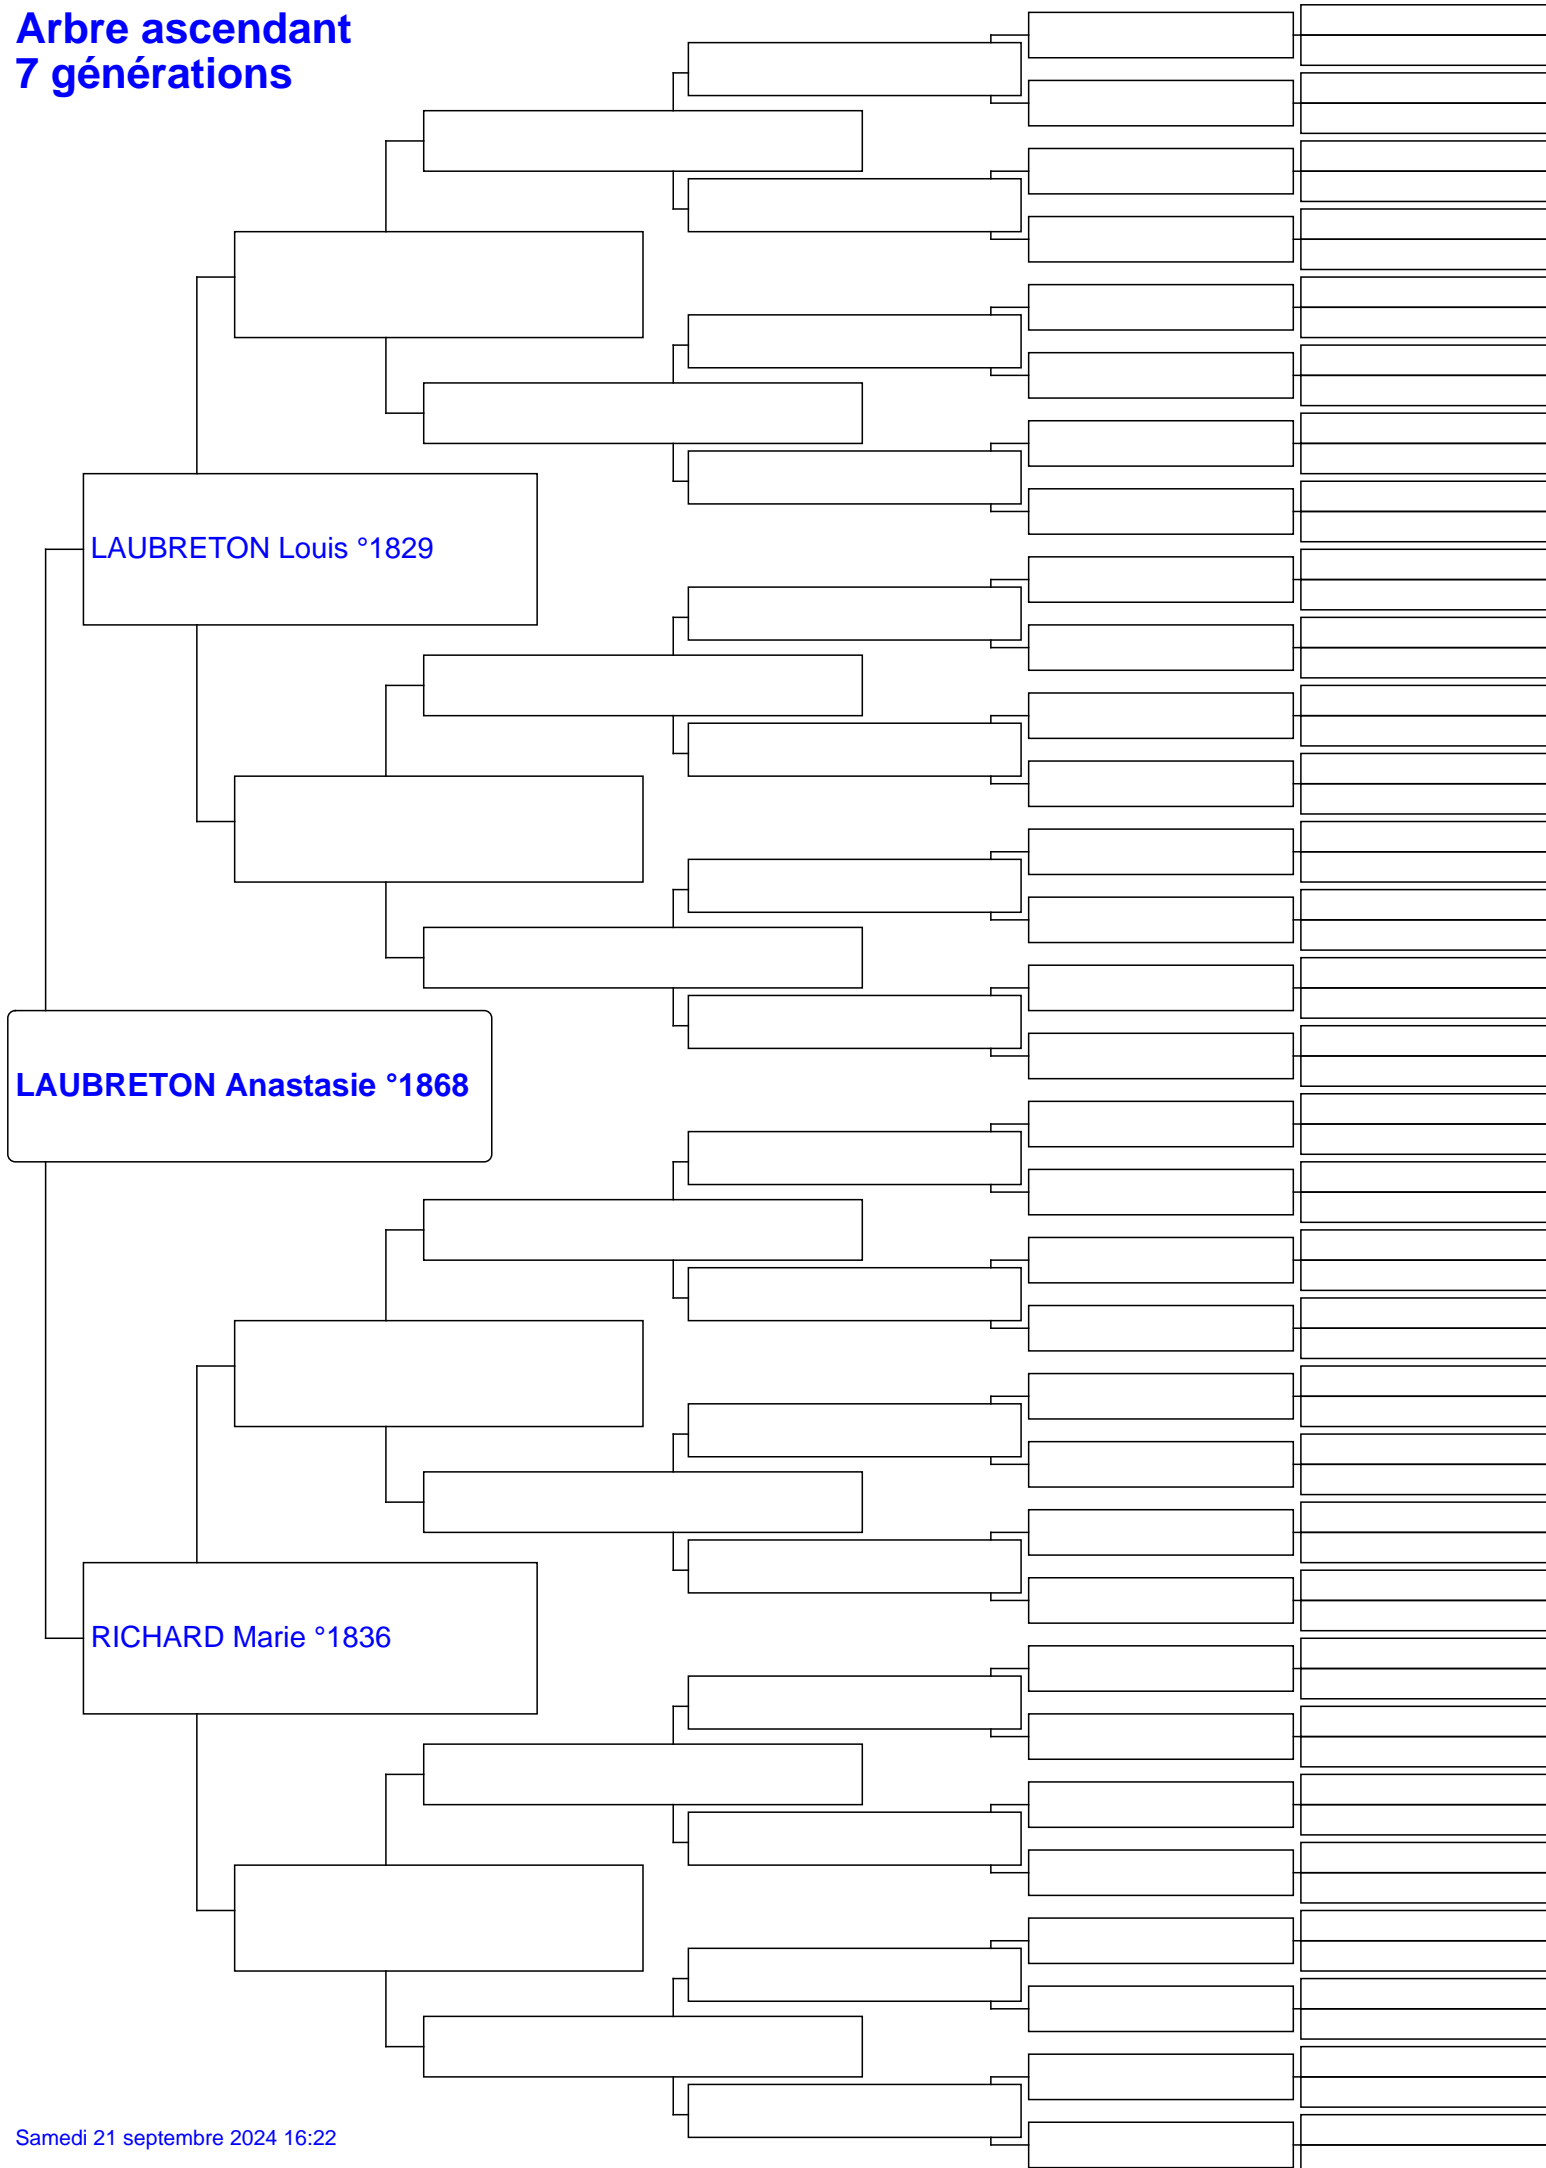 Arbre ascendant
7 générations
LAUBRETON Louis °1829
LAUBRETON Anastasie °1868
RICHARD Marie °1836
Samedi 21 septembre 2024 16:22